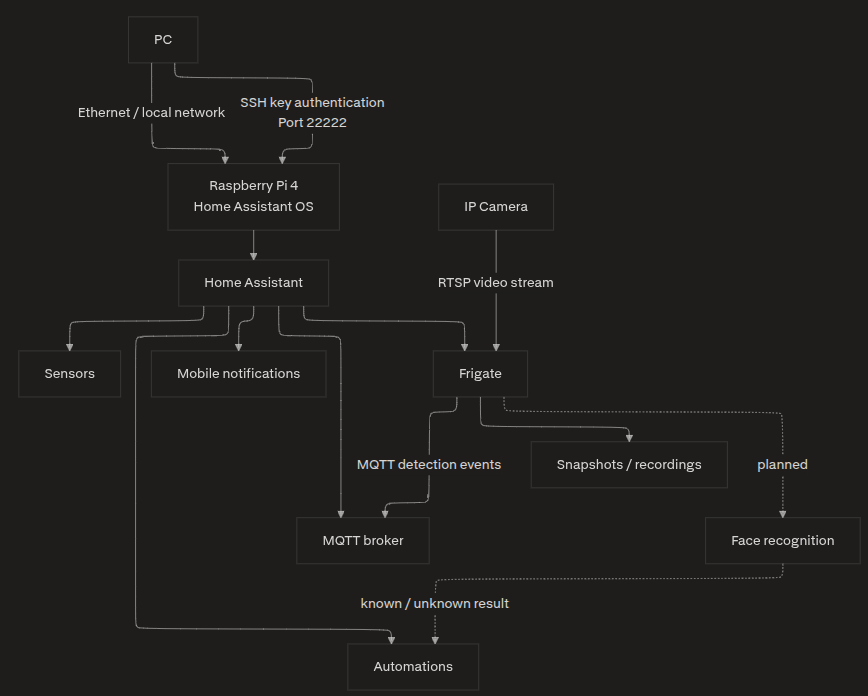 PC
Ethernet / local network
SSH key authentication
Port 22222
Raspberry Pi 4
Home Assistant OS
IP Camera
Home Assistant
RTSP video stream
Sensors
Mobile notifications
Frigate
MQTT detection events
Snapshots / recordings
planned
MQTT broker
Face recognition
known / unknown result
Automations